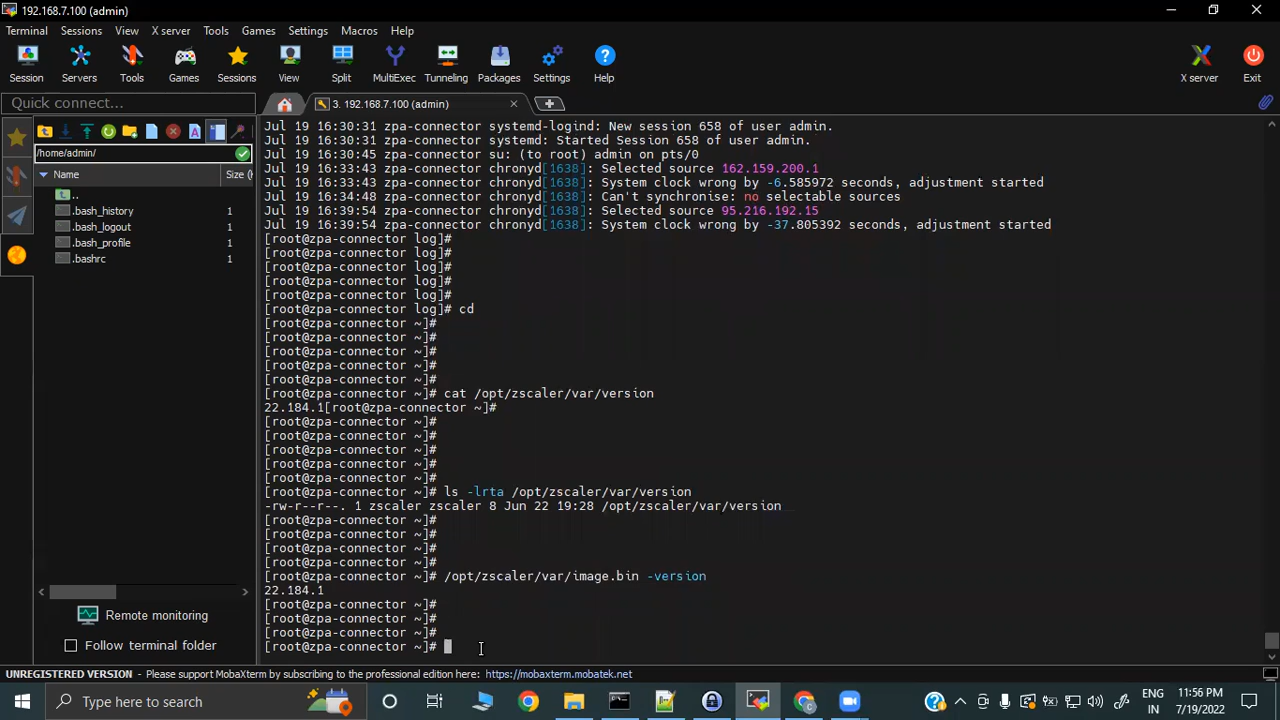 192.168.7.100 (admin)
Terminal Sessions View X server Tools Games Settings Macros Help
Session Servers Tools Games Sessions View Split MultiExec Tunneling Packages Settings Help X server Exit
Quick connect...
3. 192.168.7.100 (admin)
/home/admin/
Name Size (
..
.bash_history 1
.bash_logout 1
.bash_profile 1
.bashrc 1
Remote monitoring
Follow terminal folder
Jul 19 16:30:31 zpa-connector systemd-logind: New session 658 of user admin.
Jul 19 16:30:31 zpa-connector systemd: Started Session 658 of user admin.
Jul 19 16:30:45 zpa-connector su: (to root) admin on pts/0
Jul 19 16:33:43 zpa-connector chronyd[1638]: Selected source 162.159.200.1
Jul 19 16:33:43 zpa-connector chronyd[1638]: System clock wrong by -6.585972 seconds, adjustment started
Jul 19 16:34:48 zpa-connector chronyd[1638]: Can't synchronise: no selectable sources
Jul 19 16:39:54 zpa-connector chronyd[1638]: Selected source 95.216.192.15
Jul 19 16:39:54 zpa-connector chronyd[1638]: System clock wrong by -37.805392 seconds, adjustment started
[root@zpa-connector log]#
[root@zpa-connector log]#
[root@zpa-connector log]#
[root@zpa-connector log]#
[root@zpa-connector log]#
[root@zpa-connector log]# cd
[root@zpa-connector ~]#
[root@zpa-connector ~]#
[root@zpa-connector ~]#
[root@zpa-connector ~]#
[root@zpa-connector ~]#
[root@zpa-connector ~]# cat /opt/zscaler/var/version
22.184.1[root@zpa-connector ~]#
[root@zpa-connector ~]#
[root@zpa-connector ~]#
[root@zpa-connector ~]#
[root@zpa-connector ~]#
[root@zpa-connector ~]#
[root@zpa-connector ~]# ls -lrta /opt/zscaler/var/version
-rw-r--r--. 1 zscaler zscaler 8 Jun 22 19:28 /opt/zscaler/var/version
[root@zpa-connector ~]#
[root@zpa-connector ~]#
[root@zpa-connector ~]#
[root@zpa-connector ~]#
[root@zpa-connector ~]# /opt/zscaler/var/image.bin -version
22.184.1
[root@zpa-connector ~]#
[root@zpa-connector ~]#
[root@zpa-connector ~]#
[root@zpa-connector ~]#
UNREGISTERED VERSION - Please support MobaXterm by subscribing to the professional edition here: https://mobaxterm.mobatek.net
Type here to search
ENG
IN
11:56 PM
7/19/2022